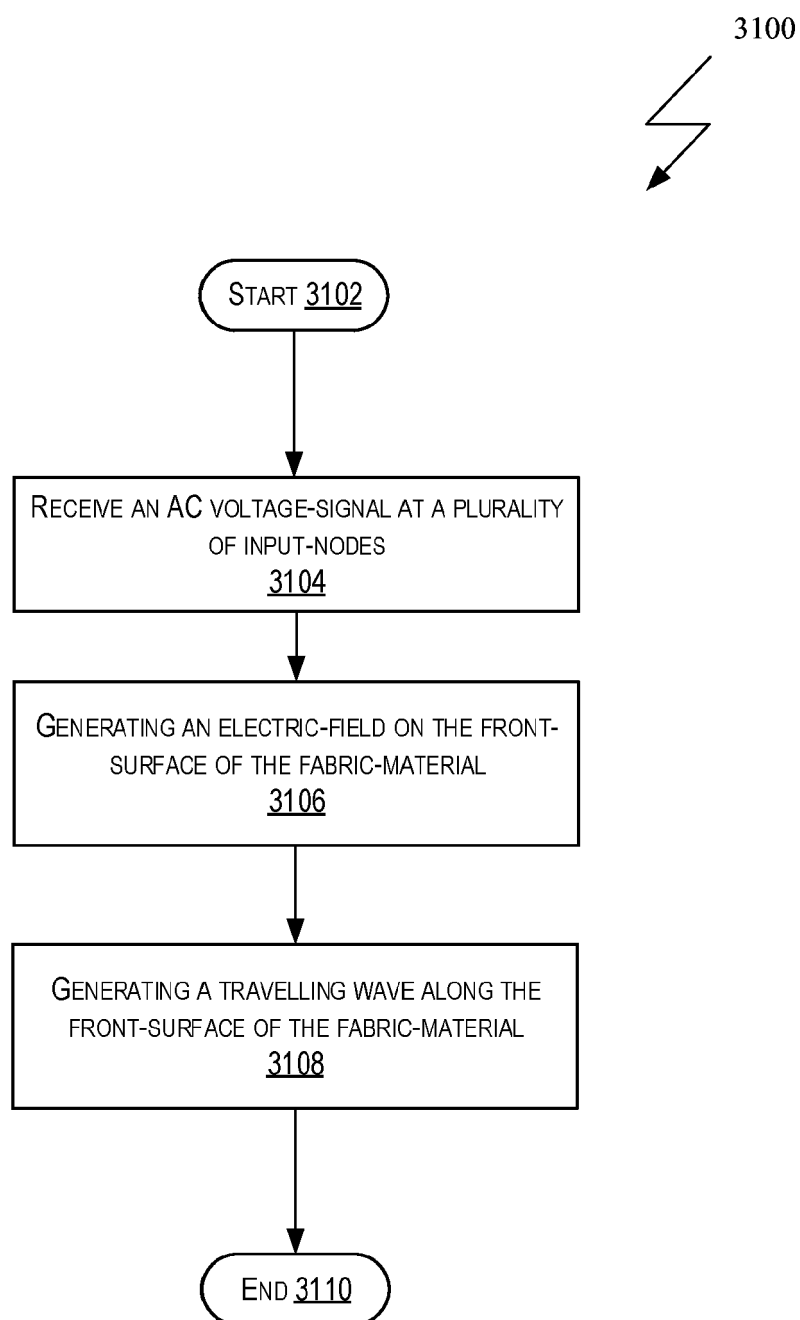 3100
START 3102
RECEIVE AN AC VOLTAGE-SIGNAL AT A PLURALITY
OF INPUT-NODES
3104
GENERATING AN ELECTRIC-FIELD ON THE FRONT-
SURFACE OF THE FABRIC-MATERIAL
3106
GENERATING A TRAVELLING WAVE ALONG THE
FRONT-SURFACE OF THE FABRIC-MATERIAL
3108
END 3110